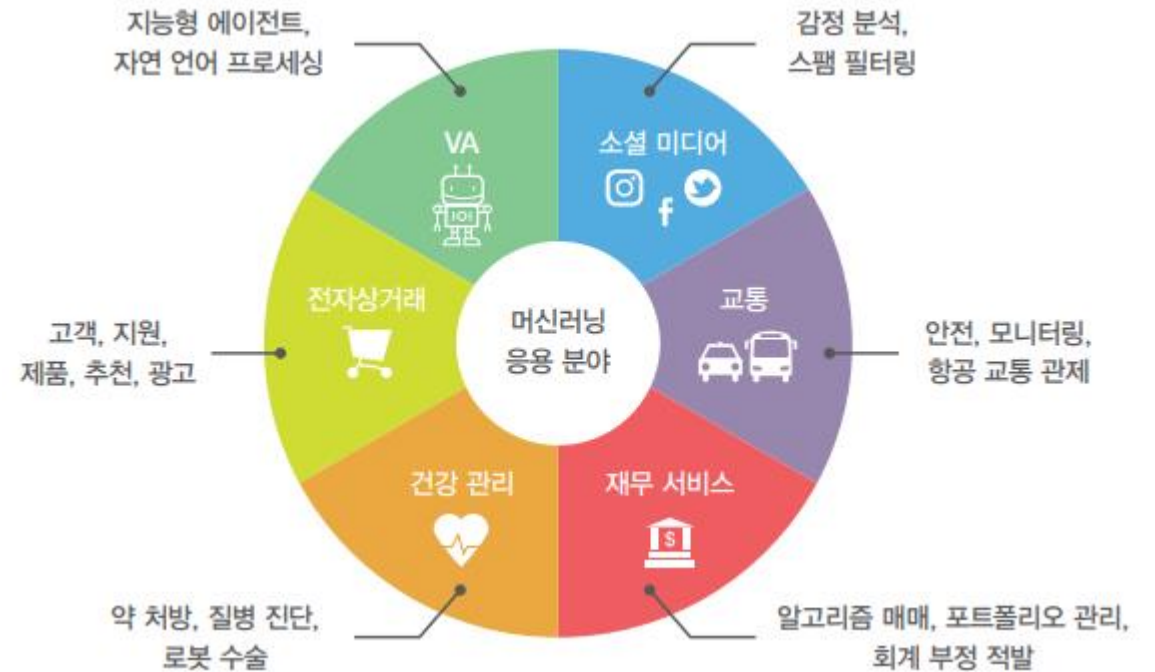 지능형 에이전트,
자연 언어 프로세싱
감정 분석,
스팸 필터링
VA
소셜 미디어
전자상거래
교통
머신러닝
응용 분야
고객, 지원,
제품, 추천, 광고
안전, 모니터링,
항공 교통 관제
건강 관리
재무 서비스
$
약 처방, 질병 진단,
로봇 수술
알고리즘 매매, 포트폴리오 관리,
회계 부정 적발